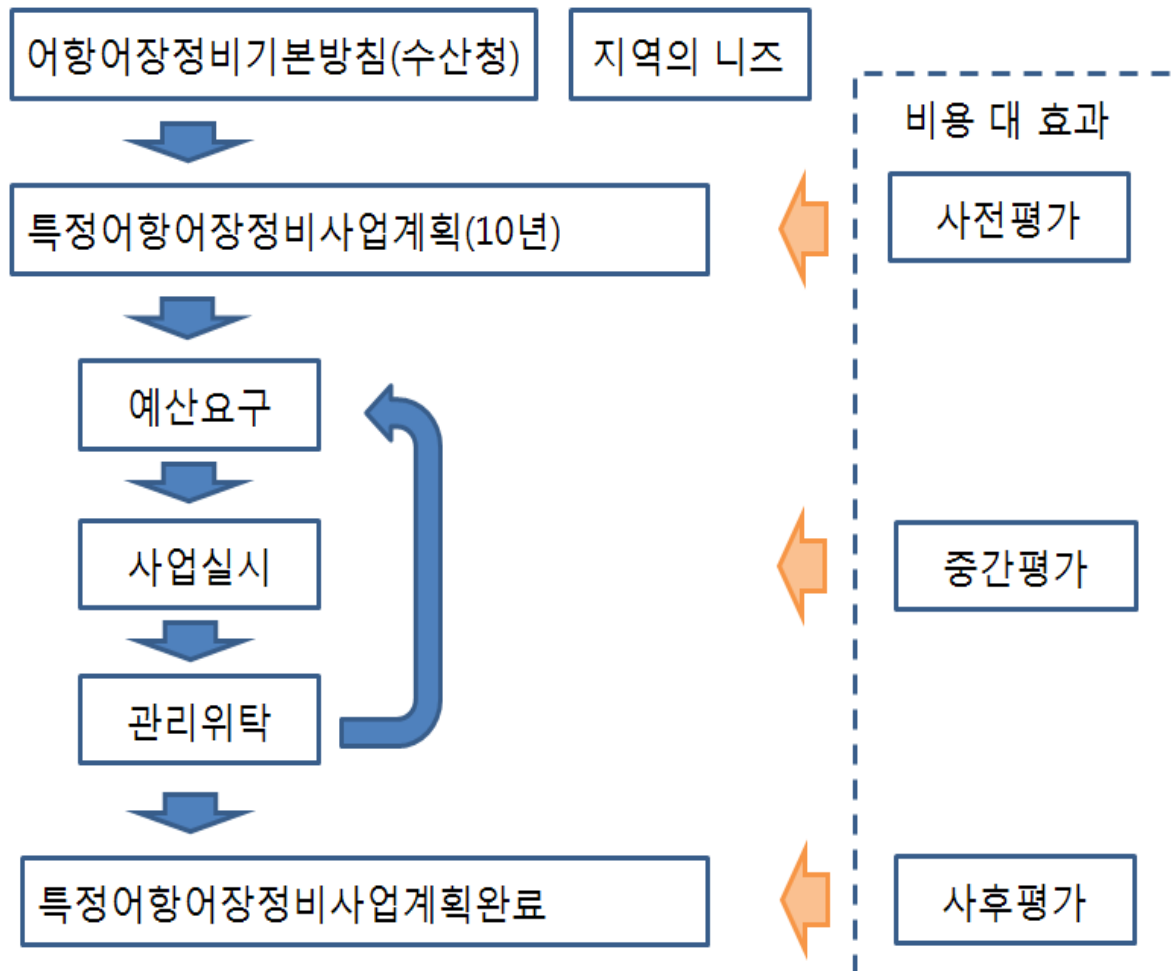 어항어장정비기본방침(수산청)
지역의 니즈
비용 대 효과
특정어항어장정비사업계획(10년)
사전평가
예산요구
사업실시
중간평가
관리위탁
특정어항어장정비사업계획완료
사후평가